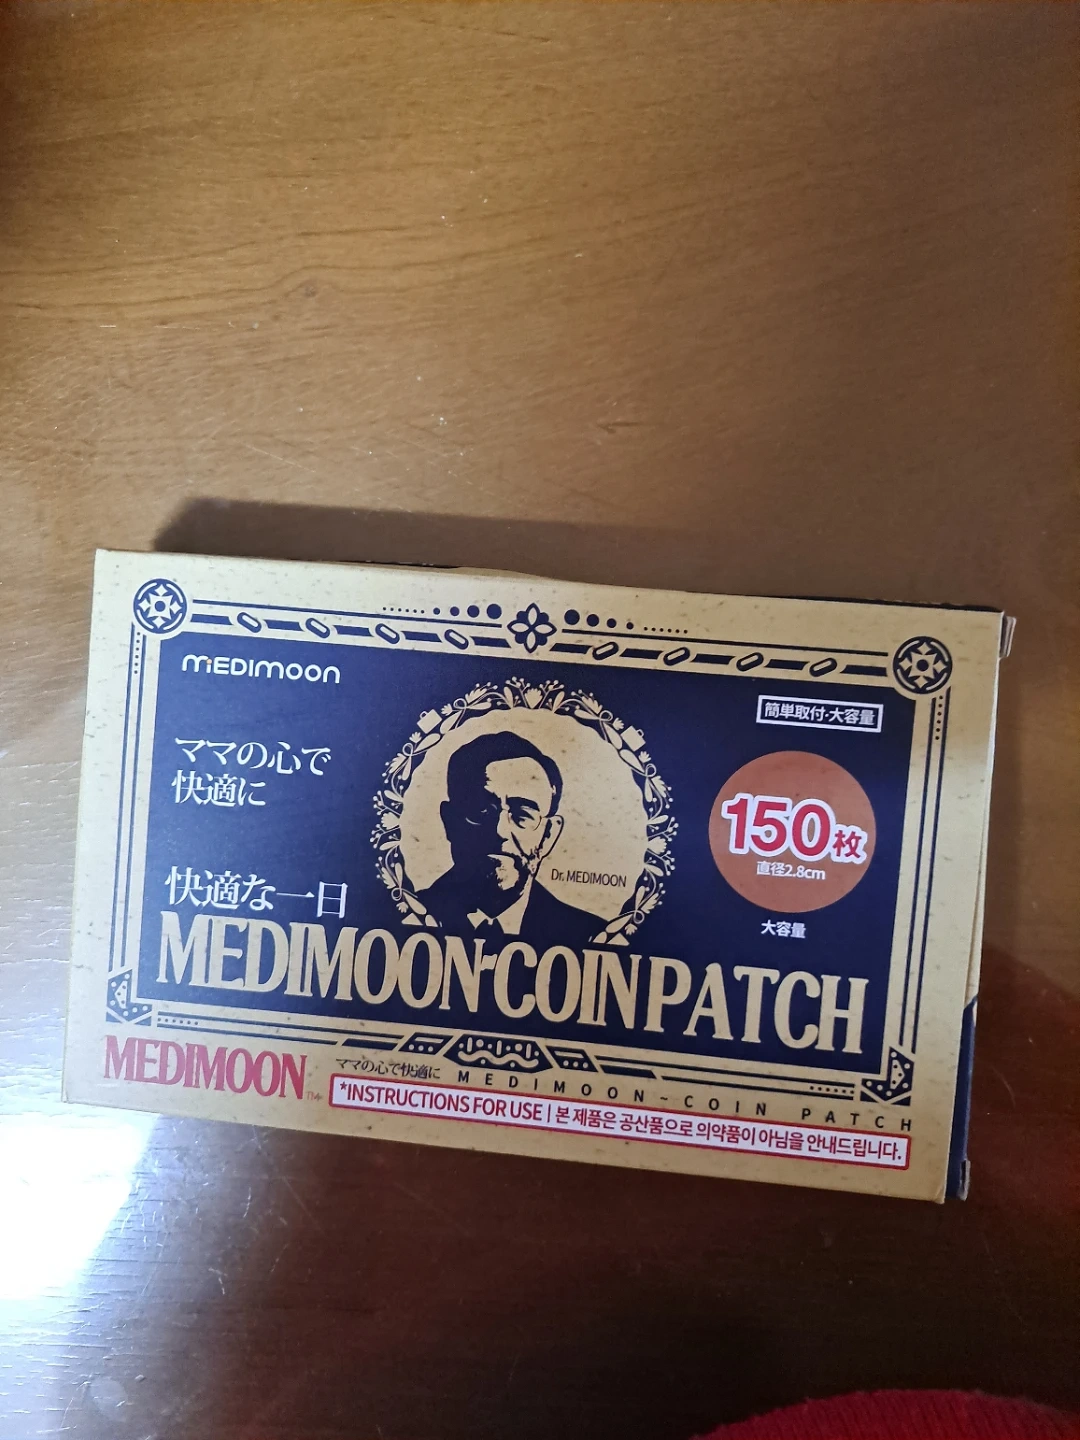 MEDIMOON
簡単取付・大容量
ママの心で
快適に
150枚
直径2.8cm
Dr. MEDIMOON
快適な一日
大容量
MEDIMOON-COIN PATCH
MEDIMOON
ママの心で快適に MEDIMOON~COIN PATCH
*INSTRUCTIONS FOR USE | 본 제품은 공산품으로 의약품이 아님을 안내드립니다.